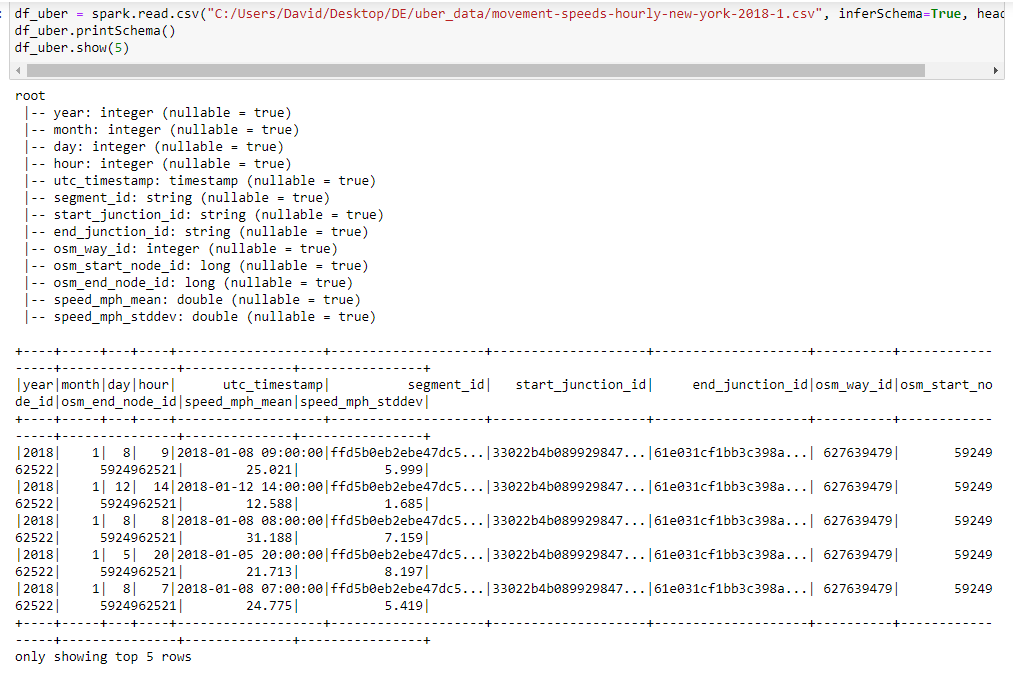 df_uber = spark.read.csv("C:/Users/David/Desktop/DE/uber_data/movement-speeds-hourly-new-york-2018-1.csv", inferSchema=True, head
df_uber.printSchema()
df_uber.show(5)
root
 |-- year: integer (nullable = true)
 |-- month: integer (nullable = true)
 |-- day: integer (nullable = true)
 |-- hour: integer (nullable = true)
 |-- utc_timestamp: timestamp (nullable = true)
 |-- segment_id: string (nullable = true)
 |-- start_junction_id: string (nullable = true)
 |-- end_junction_id: string (nullable = true)
 |-- osm_way_id: integer (nullable = true)
 |-- osm_start_node_id: long (nullable = true)
 |-- osm_end_node_id: long (nullable = true)
 |-- speed_mph_mean: double (nullable = true)
 |-- speed_mph_stddev: double (nullable = true)
+----+-----+---+----+-------------------+--------------------+--------------------+--------------------+----------+------------
-----+---------------+--------------+----------------+
|year|month|day|hour|      utc_timestamp|          segment_id|   start_junction_id|     end_junction_id|osm_way_id|osm_start_no
de_id|osm_end_node_id|speed_mph_mean|speed_mph_stddev|
+----+-----+---+----+-------------------+--------------------+--------------------+--------------------+----------+------------
-----+---------------+--------------+----------------+
|2018|    1|  8|   9|2018-01-08 09:00:00|ffd5b0eb2ebe47dc5...|33022b4b089929847...|61e031cf1bb3c398a...| 627639479|       59249
62522|     5924962521|        25.021|           5.999|
|2018|    1| 12|  14|2018-01-12 14:00:00|ffd5b0eb2ebe47dc5...|33022b4b089929847...|61e031cf1bb3c398a...| 627639479|       59249
62522|     5924962521|        12.588|           1.685|
|2018|    1|  8|   8|2018-01-08 08:00:00|ffd5b0eb2ebe47dc5...|33022b4b089929847...|61e031cf1bb3c398a...| 627639479|       59249
62522|     5924962521|        31.188|           7.159|
|2018|    1|  5|  20|2018-01-05 20:00:00|ffd5b0eb2ebe47dc5...|33022b4b089929847...|61e031cf1bb3c398a...| 627639479|       59249
62522|     5924962521|        21.713|           8.197|
|2018|    1|  8|   7|2018-01-08 07:00:00|ffd5b0eb2ebe47dc5...|33022b4b089929847...|61e031cf1bb3c398a...| 627639479|       59249
62522|     5924962521|        24.775|           5.419|
+----+-----+---+----+-------------------+--------------------+--------------------+--------------------+----------+------------
-----+---------------+--------------+----------------+
only showing top 5 rows